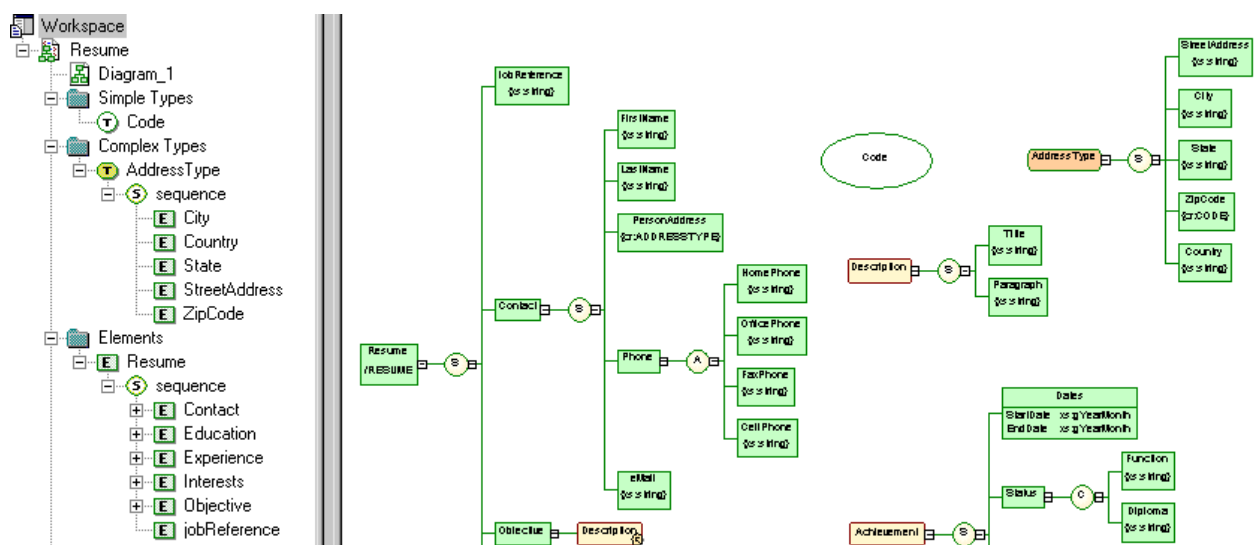 Workspace
Resume
Diagram_1
Simple Types
T
Code
Complex Types
T
AddressType
S
sequence
E
City
E
Country
E
State
E
StreetAddress
E
ZipCode
Elements
E
Resume
S
sequence
E
Contact
E
Education
E
Experience
E
Interests
E
Objective
E
jobReference
Resume
/RESUME
S
JobReference
{xs:string}
Contact
S
FirstName
{xs:string}
LastName
{xs:string}
PersonAddress
{cr:ADDRESSTYPE}
Phone
A
HomePhone
{xs:string}
OfficePhone
{xs:string}
FaxPhone
{xs:string}
CellPhone
{xs:string}
eMail
{xs:string}
Objective
Description
Code
AddressType
S
StreetAddress
{xs:string}
City
{xs:string}
State
{xs:string}
ZipCode
{cr:CODE}
Country
{xs:string}
Description
S
Title
{xs:string}
Paragraph
{xs:string}
Achievement
S
Dates
StartDate xs:gYearMonth
EndDate xs:gYearMonth
Status
C
Function
{xs:string}
Diploma
{xs:string}